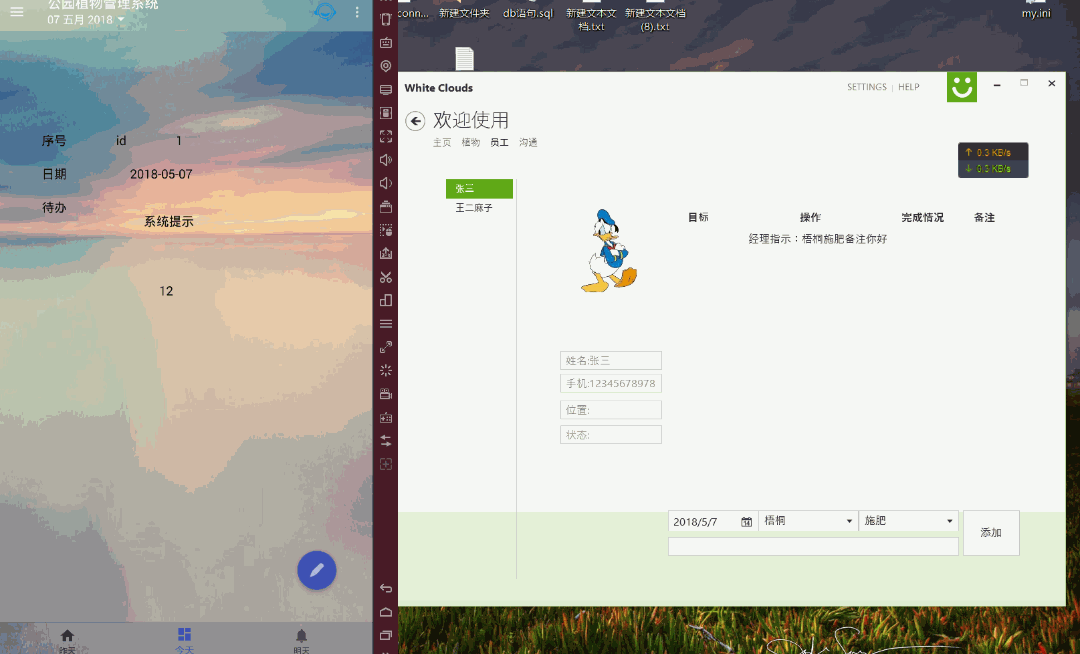 公园植物管理系统
07 五月 2018
序号 id 1
日期 2018-05-07
待办
系统提示
12
昨天 今天 明天
conn... 新建文件夹 db语句.sql 新建文本文档.txt 新建文本文档(8).txt my.ini
White Clouds SETTINGS | HELP
欢迎使用
主页 植物 员工 沟通
↑ 0.3 KB/s
↓ 0.5 KB/s
张三
王二麻子
目标 操作 完成情况 备注
经理指示：梧桐施肥备注你好
姓名:张三
手机:12345678978
位置:
状态:
2018/5/7 梧桐 施肥 添加